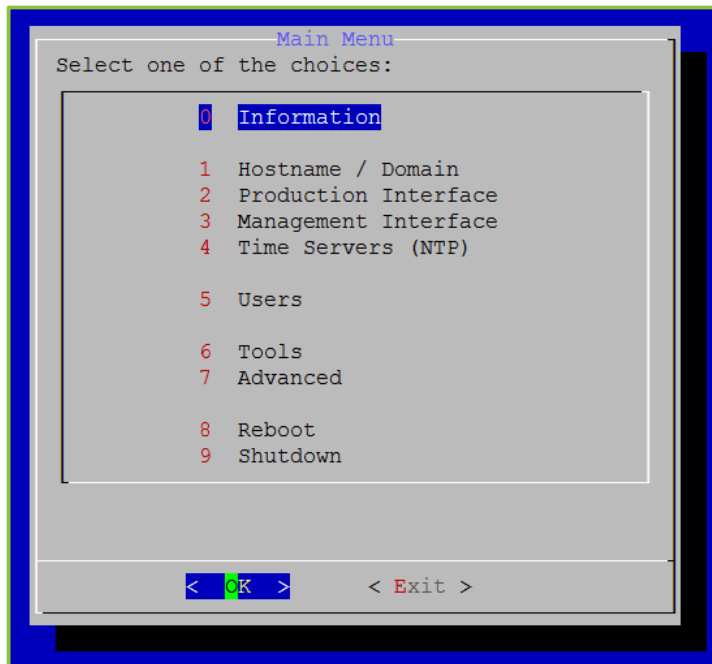 Main Menu
Select one of the choices:
0 Information
1 Hostname / Domain
2 Production Interface
3 Management Interface
4 Time Servers (NTP)
5 Users
6 Tools
7 Advanced
8 Reboot
9 Shutdown
< OK > < Exit >